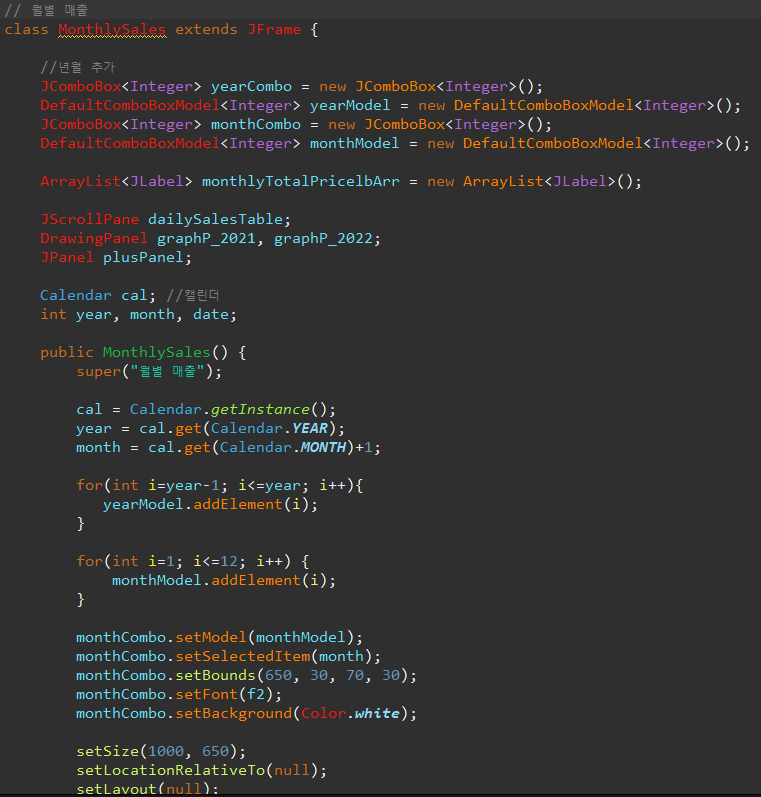 // 월별 매출
class MonthlySales extends JFrame {
//년월 추가
JComboBox<Integer> yearCombo = new JComboBox<Integer>();
DefaultComboBoxModel<Integer> yearModel = new DefaultComboBoxModel<Integer>();
JComboBox<Integer> monthCombo = new JComboBox<Integer>();
DefaultComboBoxModel<Integer> monthModel = new DefaultComboBoxModel<Integer>();
ArrayList<JLabel> monthlyTotalPricelbArr = new ArrayList<JLabel>();
JScrollPane dailySalesTable;
DrawingPanel graphP_2021, graphP_2022;
JPanel plusPanel;
Calendar cal; //캘린더
int year, month, date;
public MonthlySales() {
super("월별 매출");
cal = Calendar.getInstance();
year = cal.get(Calendar.YEAR);
month = cal.get(Calendar.MONTH)+1;
for(int i=year-1; i<=year; i++){
yearModel.addElement(i);
}
for(int i=1; i<=12; i++) {
monthModel.addElement(i);
}
monthCombo.setModel(monthModel);
monthCombo.setSelectedItem(month);
monthCombo.setBounds(650, 30, 70, 30);
monthCombo.setFont(f2);
monthCombo.setBackground(Color.white);
setSize(1000, 650);
setLocationRelativeTo(null);
setLayout(null);